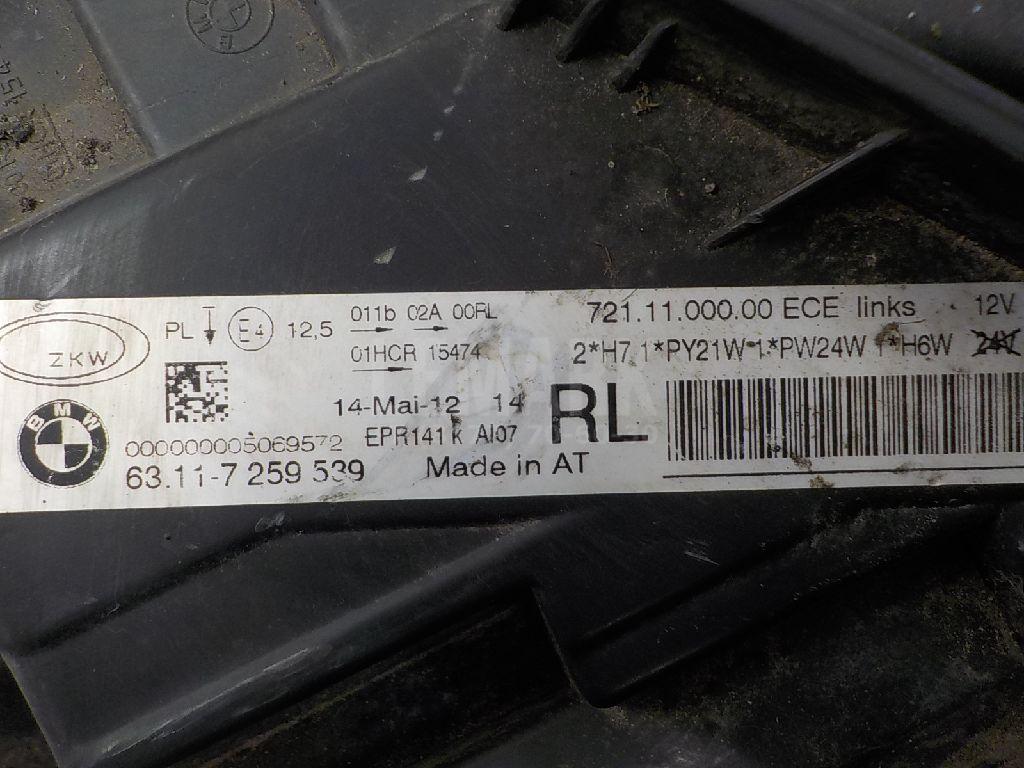 154
ZKW
PL E4 12,5
011b 02A 00RL
01HCR 15474
721.11.000.00 ECE links 12V
2*H7 1*PY21W 1*PW24W 1*H6W 24V
BMW
14-Mai-12 14
RL
000000005069572 EPR141 k AI07
63.11-7 259 539 Made in AT